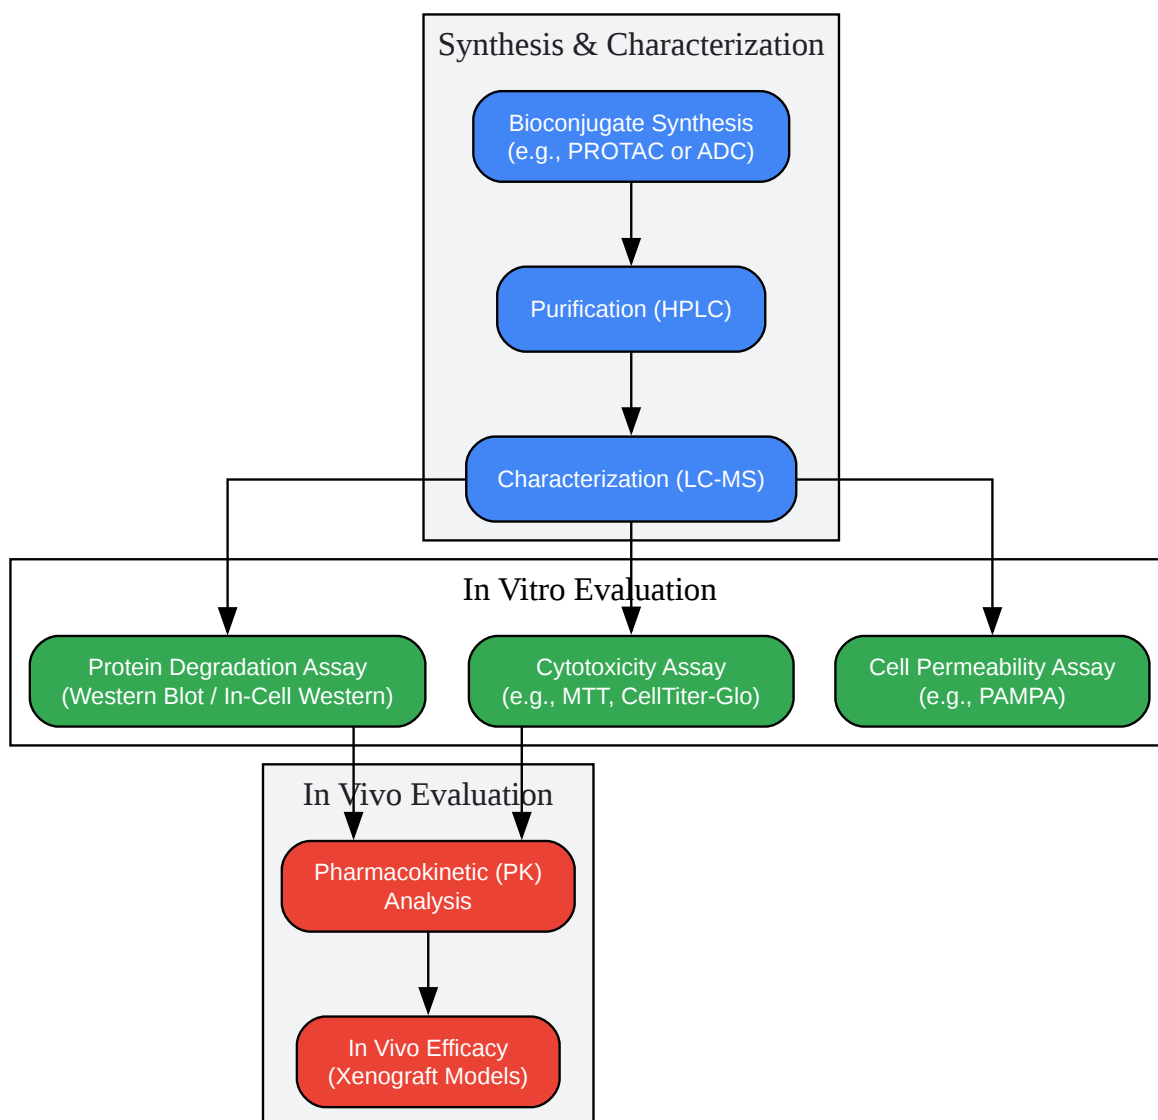 Synthesis & Characterization
Bioconjugate Synthesis
(e.g., PROTAC or ADC)
Purification (HPLC)
Characterization (LC-MS)
In Vitro Evaluation
Protein Degradation Assay
(Western Blot / In-Cell Western)
Cytotoxicity Assay
(e.g., MTT, CellTiter-Glo)
Cell Permeability Assay
(e.g., PAMPA)
In Vivo Evaluation
Pharmacokinetic (PK)
Analysis
In Vivo Efficacy
(Xenograft Models)